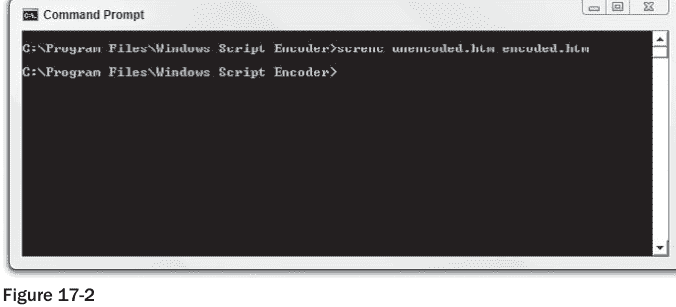 Command Prompt
C:\Program Files\Windows Script Encoder>screnc unencoded.htm encoded.htm
C:\Program Files\Windows Script Encoder>
Figure 17-2